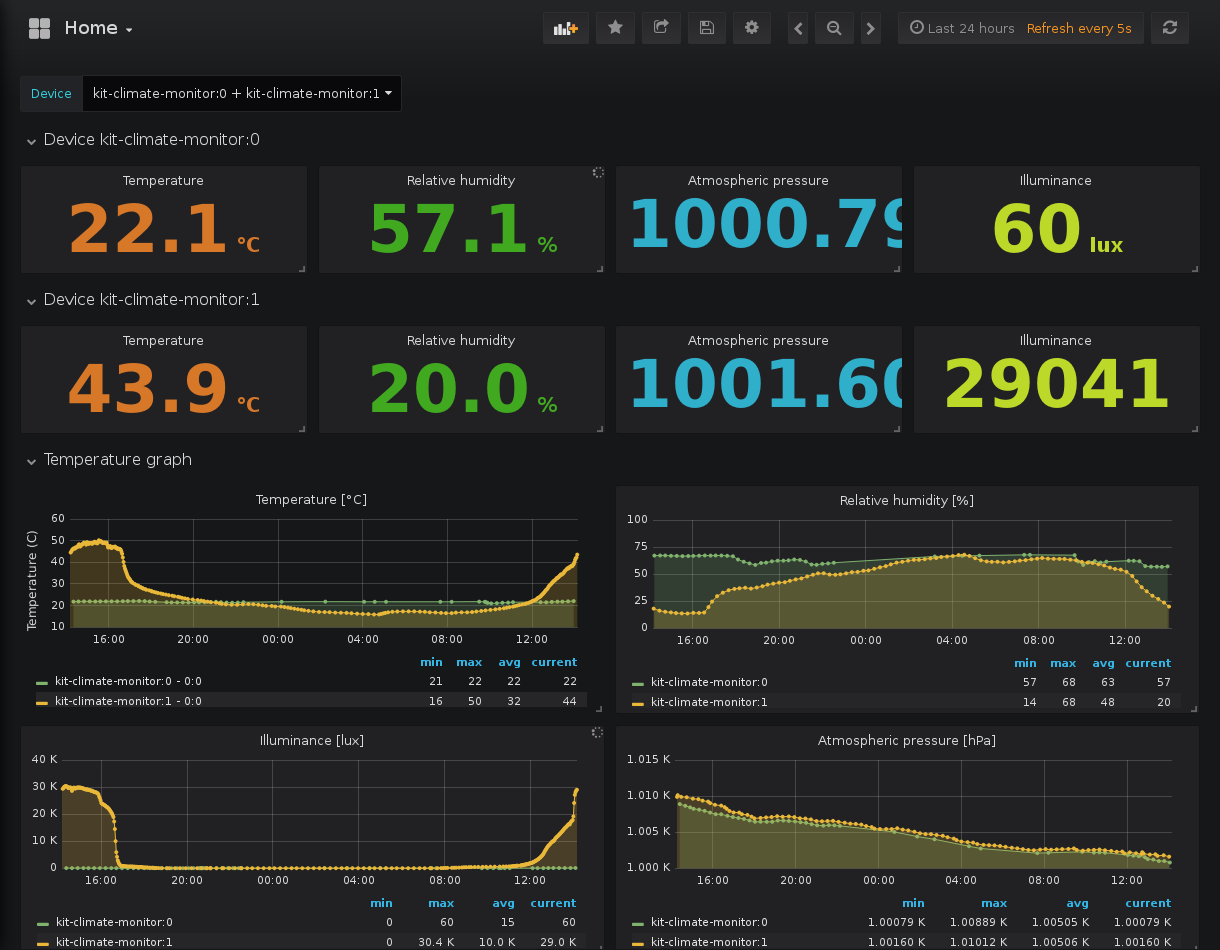 Home
Last 24 hours Refresh every 5s
Device kit-climate-monitor:0 + kit-climate-monitor:1
Device kit-climate-monitor:0
Temperature Relative humidity Atmospheric pressure Illuminance
22.1 °C 57.1 % 1000.79 60 lux
Device kit-climate-monitor:1
Temperature Relative humidity Atmospheric pressure Illuminance
43.9 °C 20.0 % 1001.60 29041
Temperature graph
Temperature [°C]
Temperature (C)
60
50
40
30
20
10
16:00 20:00 00:00 04:00 08:00 12:00
min max avg current
kit-climate-monitor:0 - 0:0 21 22 22 22
kit-climate-monitor:1 - 0:0 16 50 32 44
Relative humidity [%]
100
75
50
25
0
16:00 20:00 00:00 04:00 08:00 12:00
min max avg current
kit-climate-monitor:0 57 68 63 57
kit-climate-monitor:1 14 68 48 20
Illuminance [lux]
40 K
30 K
20 K
10 K
0
16:00 20:00 00:00 04:00 08:00 12:00
min max avg current
kit-climate-monitor:0 0 60 15 60
kit-climate-monitor:1 0 30.4 K 10.0 K 29.0 K
Atmospheric pressure [hPa]
1.015 K
1.010 K
1.005 K
1.000 K
16:00 20:00 00:00 04:00 08:00 12:00
min max avg current
kit-climate-monitor:0 1.00079 K 1.00889 K 1.00505 K 1.00079 K
kit-climate-monitor:1 1.00160 K 1.01012 K 1.00506 K 1.00160 K